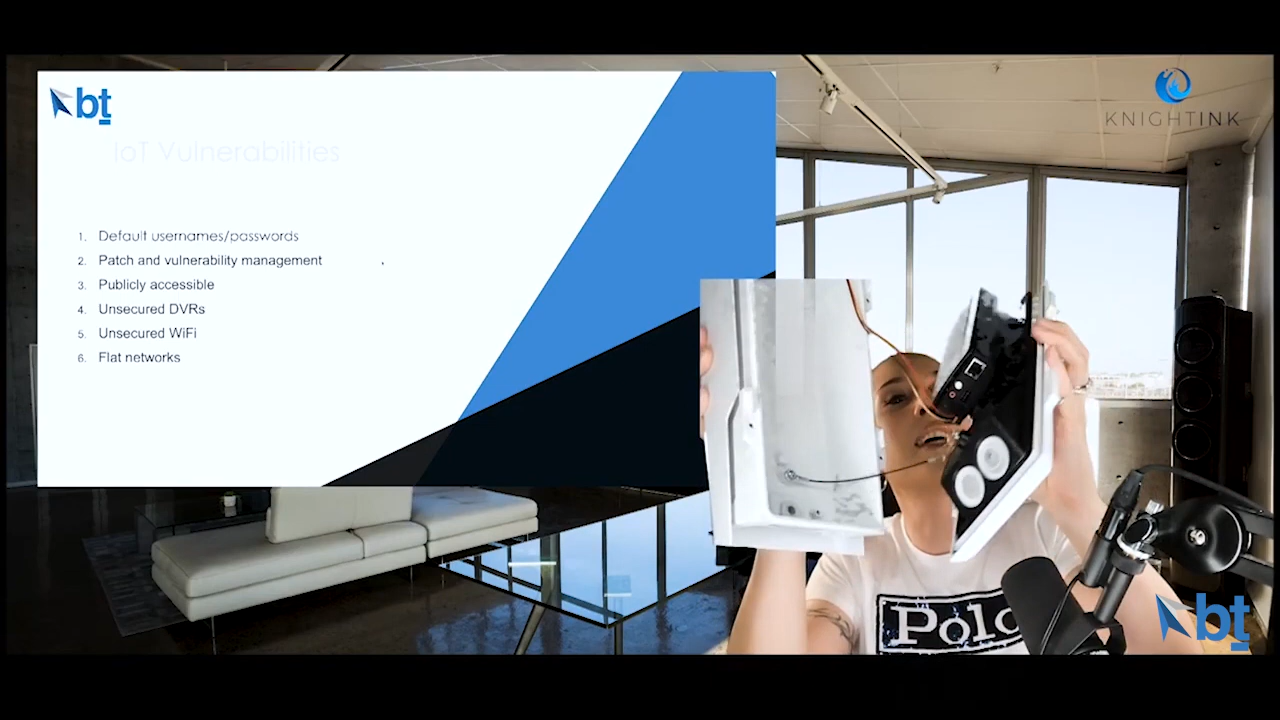 bt
IoT Vulnerabilities
1. Default usernames/passwords
2. Patch and vulnerability management
3. Publicly accessible
4. Unsecured DVRs
5. Unsecured WiFi
6. Flat networks
KNIGHTINK
Polo
bt